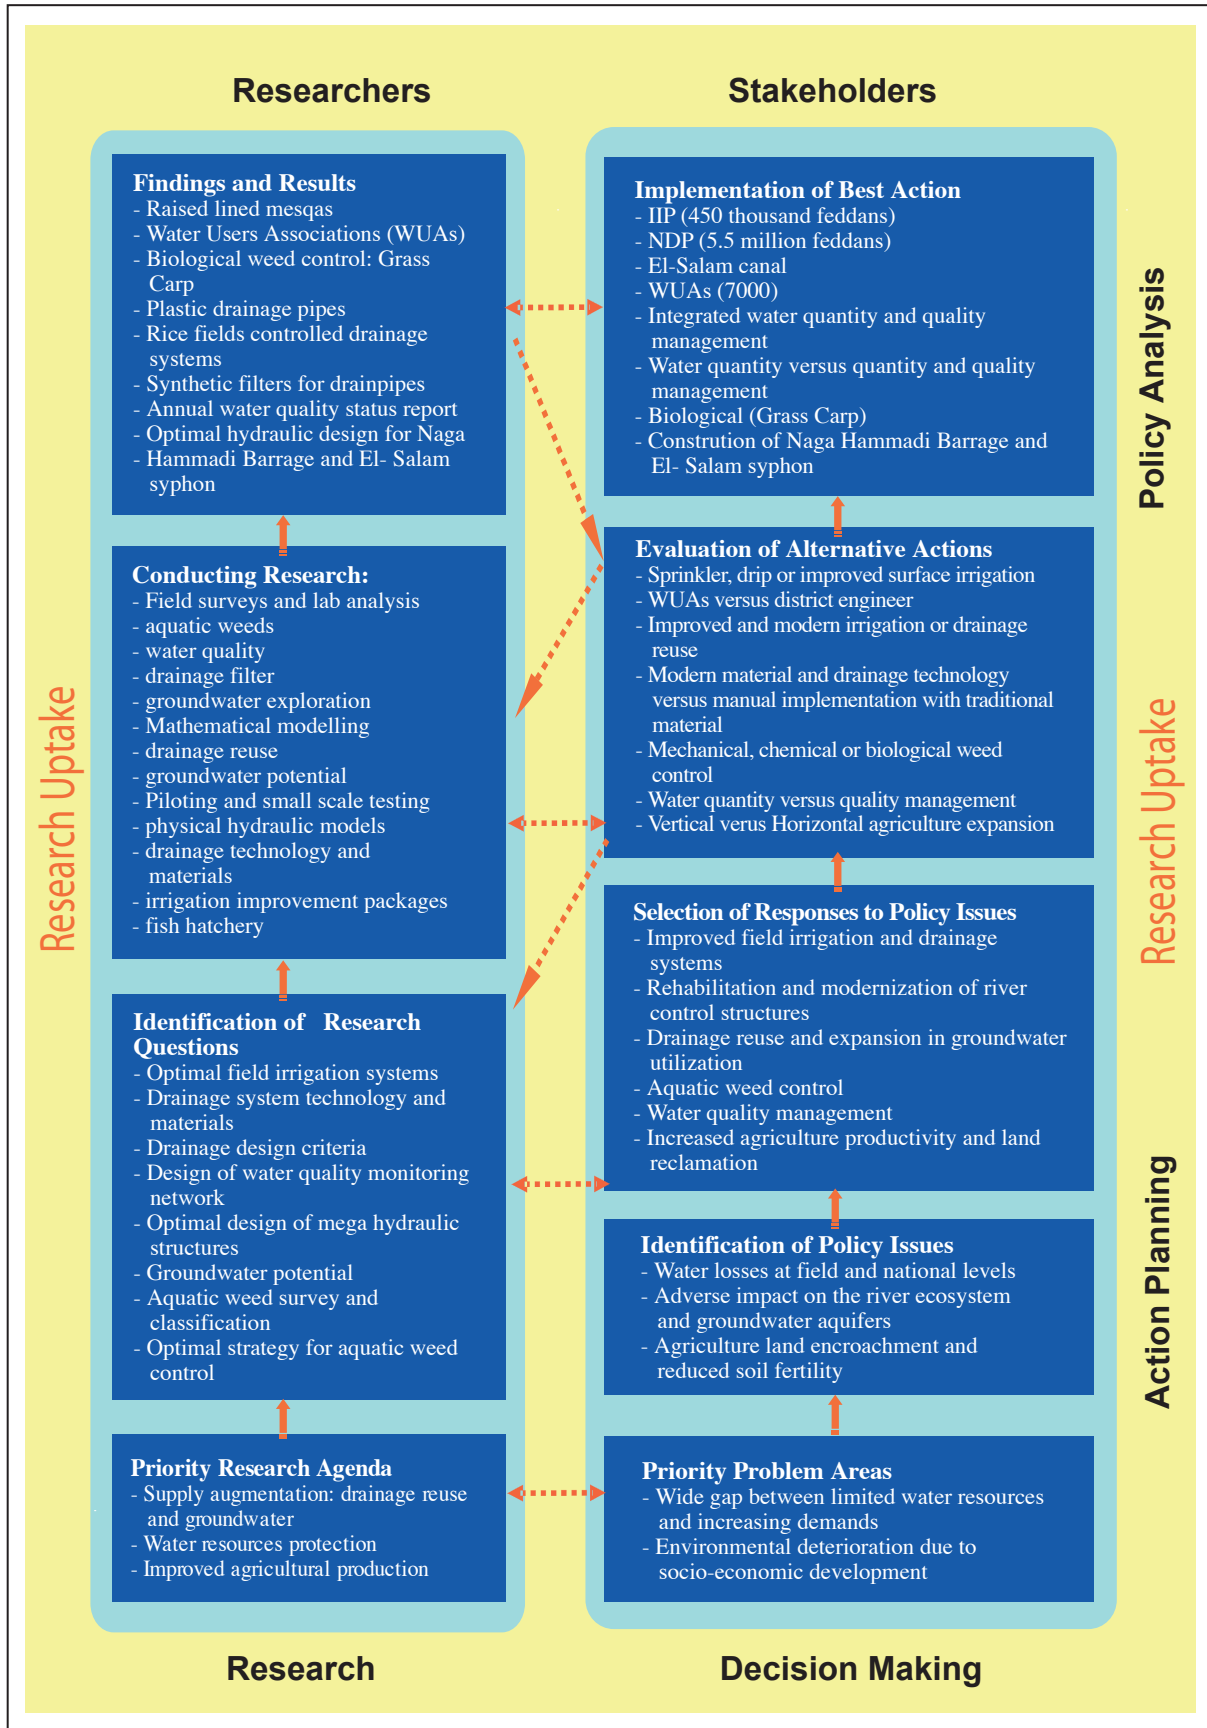 Researchers
Findings and Results
- Raised lined mesqas
- Water Users Associations (WUAs)
- Biological weed control: Grass
Carp
- Plastic drainage pipes
- Rice fields controlled drainage
systems
- Synthetic filters for drainpipes
- Annual water quality status report
- Optimal hydraulic design for Naga
- Hammadi Barrage and El- Salam
syphon
Conducting Research:
- Field surveys and lab analysis
- aquatic weeds
- water quality
- drainage filter
- groundwater exploration
- Mathematical modelling
- drainage reuse
- groundwater potential
- Piloting and small scale testing
- physical hydraulic models
- drainage technology and
materials
- irrigation improvement packages
- fish hatchery
Identification of Research
Questions
- Optimal field irrigation systems
- Drainage system technology and
materials
- Drainage design criteria
- Design of water quality monitoring
network
- Optimal design of mega hydraulic
structures
- Groundwater potential
- Aquatic weed survey and
classification
- Optimal strategy for aquatic weed
control
Priority Research Agenda
- Supply augmentation: drainage reuse
and groundwater
- Water resources protection
- Improved agricultural production
Research
Research Uptake
Stakeholders
Implementation of Best Action
- IIP (450 thousand feddans)
- NDP (5.5 million feddans)
- El-Salam canal
- WUAs (7000)
- Integrated water quantity and quality
management
- Water quantity versus quantity and quality
management
- Biological (Grass Carp)
- Constrution of Naga Hammadi Barrage and
El- Salam syphon
Evaluation of Alternative Actions
- Sprinkler, drip or improved surface irrigation
- WUAs versus district engineer
- Improved and modern irrigation or drainage
reuse
- Modern material and drainage technology
versus manual implementation with traditional
material
- Mechanical, chemical or biological weed
control
- Water quantity versus quality management
- Vertical verus Horizontal agriculture expansion
Selection of Responses to Policy Issues
- Improved field irrigation and drainage
systems
- Rehabilitation and modernization of river
control structures
- Drainage reuse and expansion in groundwater
utilization
- Aquatic weed control
- Water quality management
- Increased agriculture productivity and land
reclamation
Identification of Policy Issues
- Water losses at field and national levels
- Adverse impact on the river ecosystem
and groundwater aquifers
- Agriculture land encroachment and
reduced soil fertility
Priority Problem Areas
- Wide gap between limited water resources
and increasing demands
- Environmental deterioration due to
socio-economic development
Decision Making
Policy Analysis
Research Uptake
Action Planning